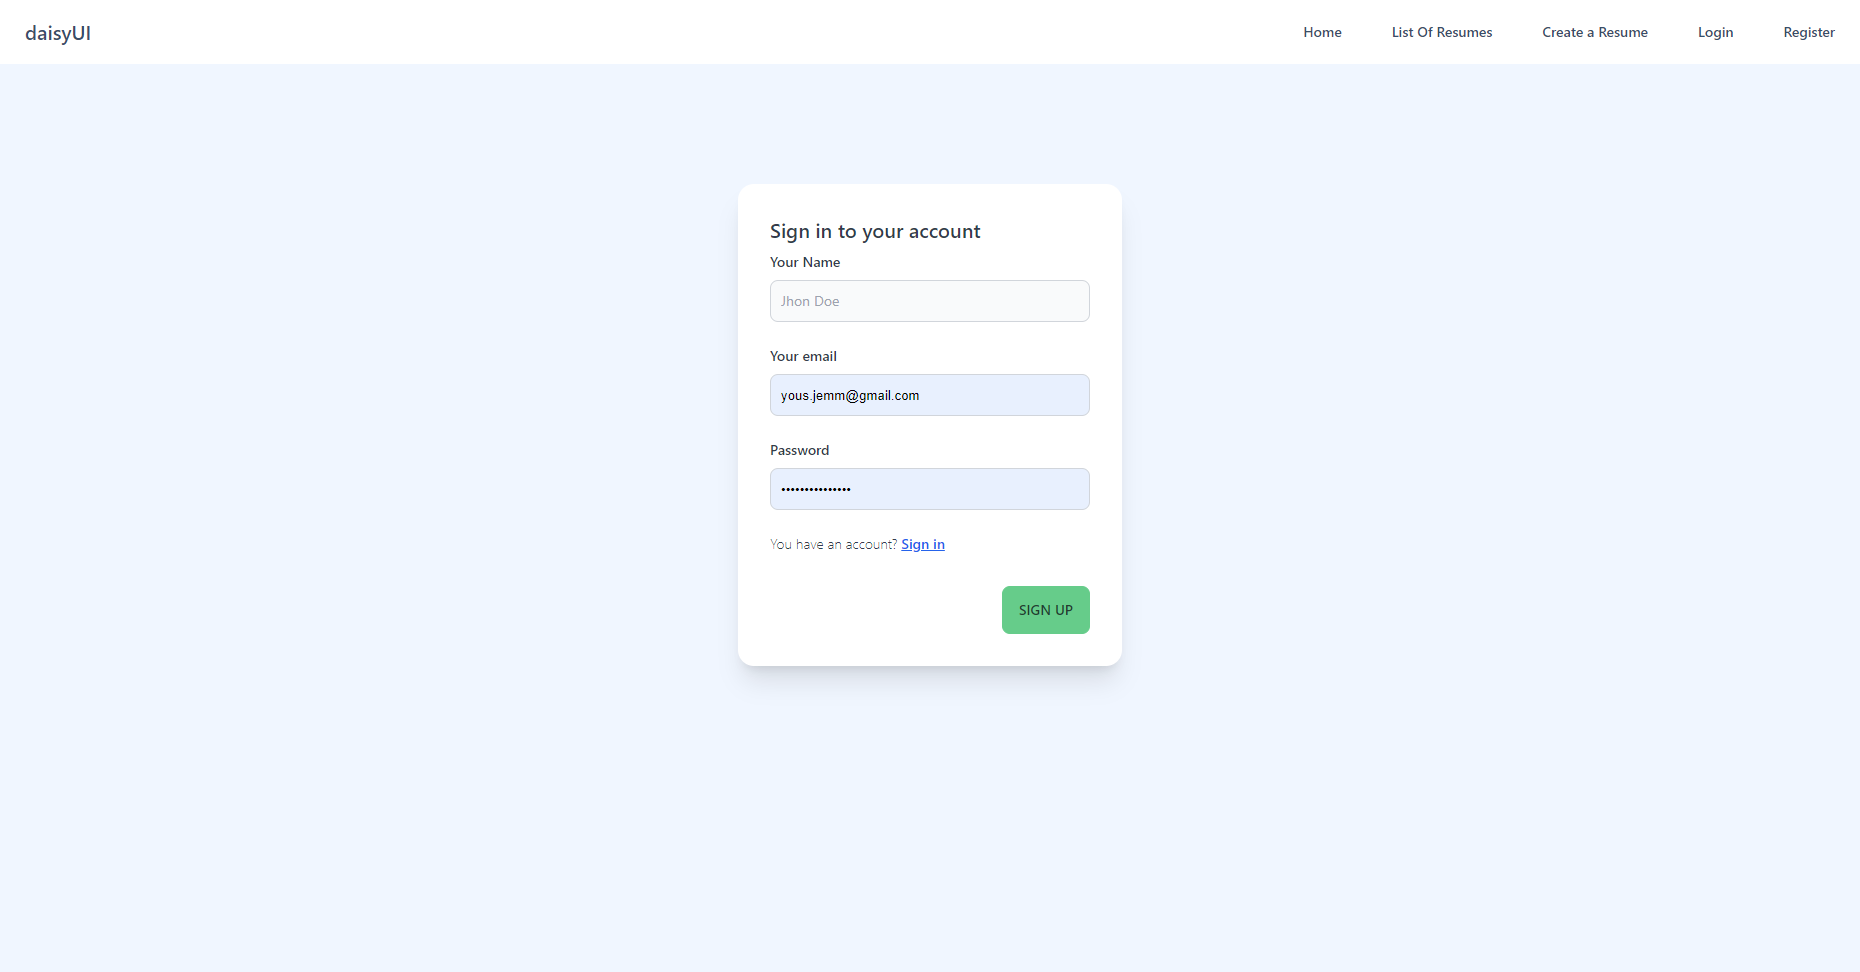 daisyUI
Home List Of Resumes Create a Resume Login Register
Sign in to your account
Your Name
Jhon Doe
Your email
yous.jemm@gmail.com
Password
•••••••••••••••
You have an account? Sign in
SIGN UP